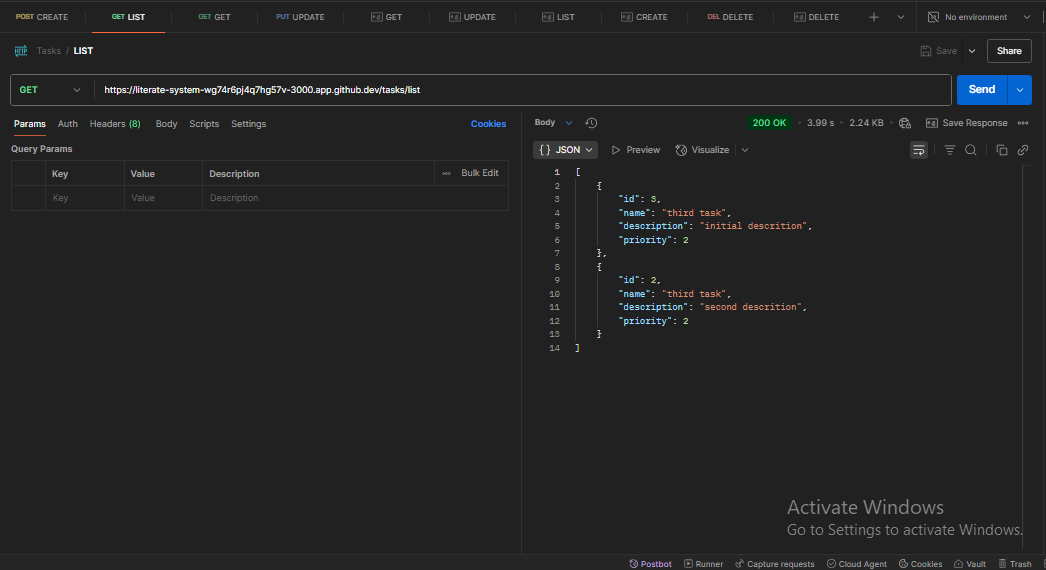 POST CREATE GET LIST GET GET PUT UPDATE GET UPDATE LIST CREATE DEL DELETE DELETE No environment
HTTP Tasks / LIST Save Share
GET https://literate-system-wg74r6pj4q7hg57v-3000.app.github.dev/tasks/list Send
Params Auth Headers (8) Body Scripts Settings Cookies
Query Params
Key Value Description Bulk Edit
Key Value Description
Body 200 OK 3.99 s 2.24 KB Save Response
{} JSON Preview Visualize
1 [
2 {
3 "id": 3,
4 "name": "third task",
5 "description": "initial descrition",
6 "priority": 2
7 },
8 {
9 "id": 2,
10 "name": "third task",
11 "description": "second descrition",
12 "priority": 2
13 }
14 ]
Activate Windows
Go to Settings to activate Windows.
Postbot Runner Capture requests Cloud Agent Cookies Vault Trash